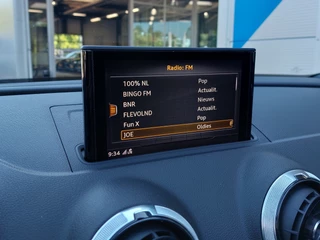 Radio: FM
100% NL Pop
BINGO FM Actualit.
BNR Nieuws
FLEVOLND Actualit.
Fun X Pop
JOE Oldies
9:34